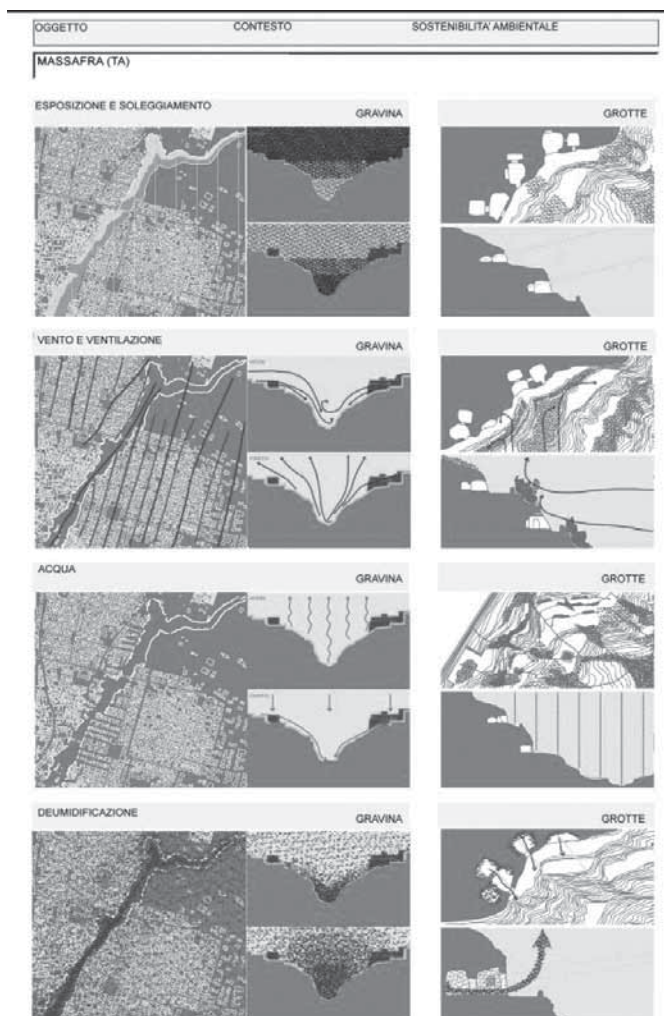 OGGETTO CONTESTO SOSTENIBILITA' AMBIENTALE
MASSAFRA (TA)
ESPOSIZIONE E SOLEGGIAMENTO GRAVINA GROTTE
VENTO E VENTILAZIONE GRAVINA GROTTE
ACQUA GRAVINA GROTTE
DEUMIDIFICAZIONE GRAVINA GROTTE